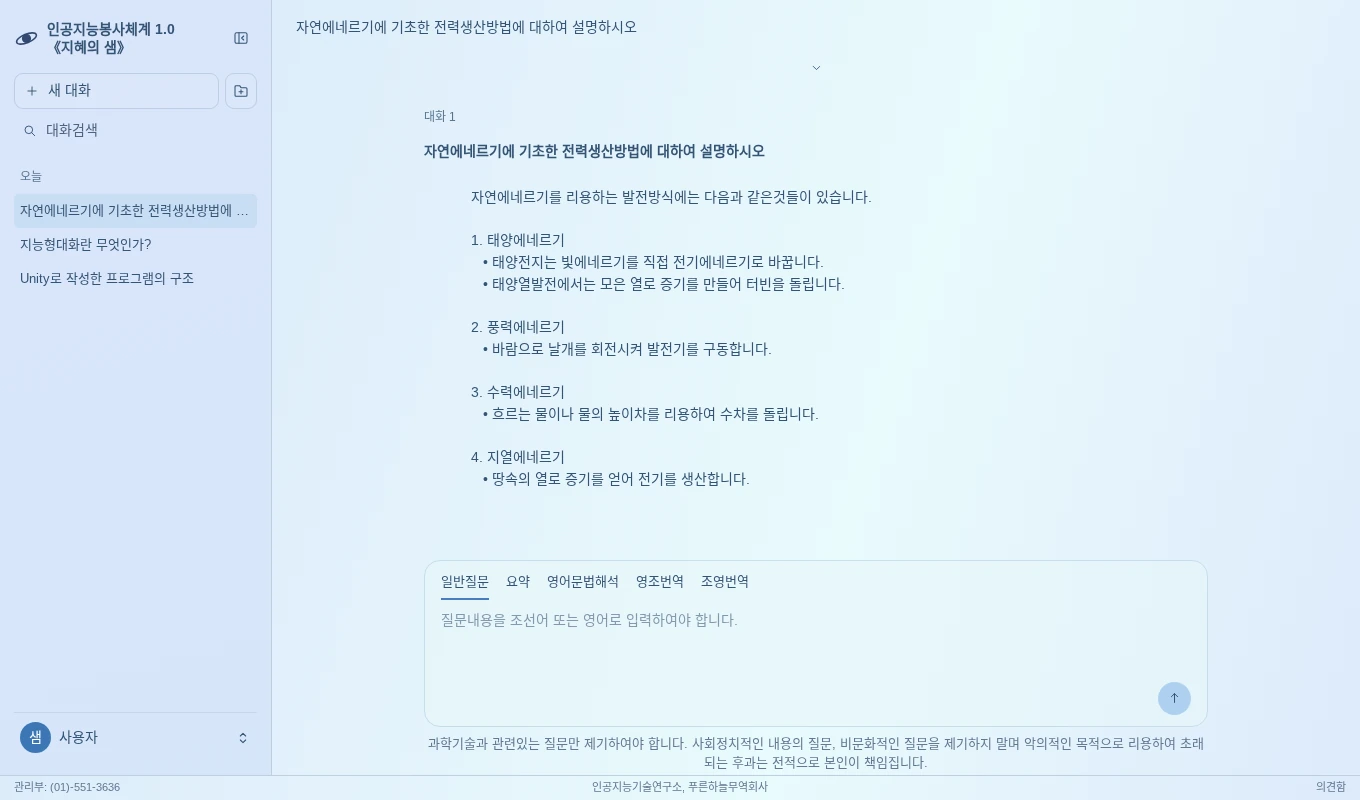 인공지능봉사체계 1.0
《지혜의 샘》
새 대화
대화검색
오늘
자연에네르기에 기초한 전력생산방법에 …
지능형대화란 무엇인가?
Unity로 작성한 프로그램의 구조
샘 사용자
자연에네르기에 기초한 전력생산방법에 대하여 설명하시오
대화 1
자연에네르기에 기초한 전력생산방법에 대하여 설명하시오
자연에네르기를 리용하는 발전방식에는 다음과 같은것들이 있습니다.
1. 태양에네르기
• 태양전지는 빛에네르기를 직접 전기에네르기로 바꿉니다.
• 태양열발전에서는 모은 열로 증기를 만들어 터빈을 돌립니다.
2. 풍력에네르기
• 바람으로 날개를 회전시켜 발전기를 구동합니다.
3. 수력에네르기
• 흐르는 물이나 물의 높이차를 리용하여 수차를 돌립니다.
4. 지열에네르기
• 땅속의 열로 증기를 얻어 전기를 생산합니다.
일반질문 요약 영어문법해석 영조번역 조영번역
질문내용을 조선어 또는 영어로 입력하여야 합니다.
과학기술과 관련있는 질문만 제기하여야 합니다. 사회정치적인 내용의 질문, 비문화적인 질문을 제기하지 말며 악의적인 목적으로 리용하여 초래
되는 후과는 전적으로 본인이 책임집니다.
관리부: (01)-551-3636
인공지능기술연구소, 푸른하늘무역회사
의견함